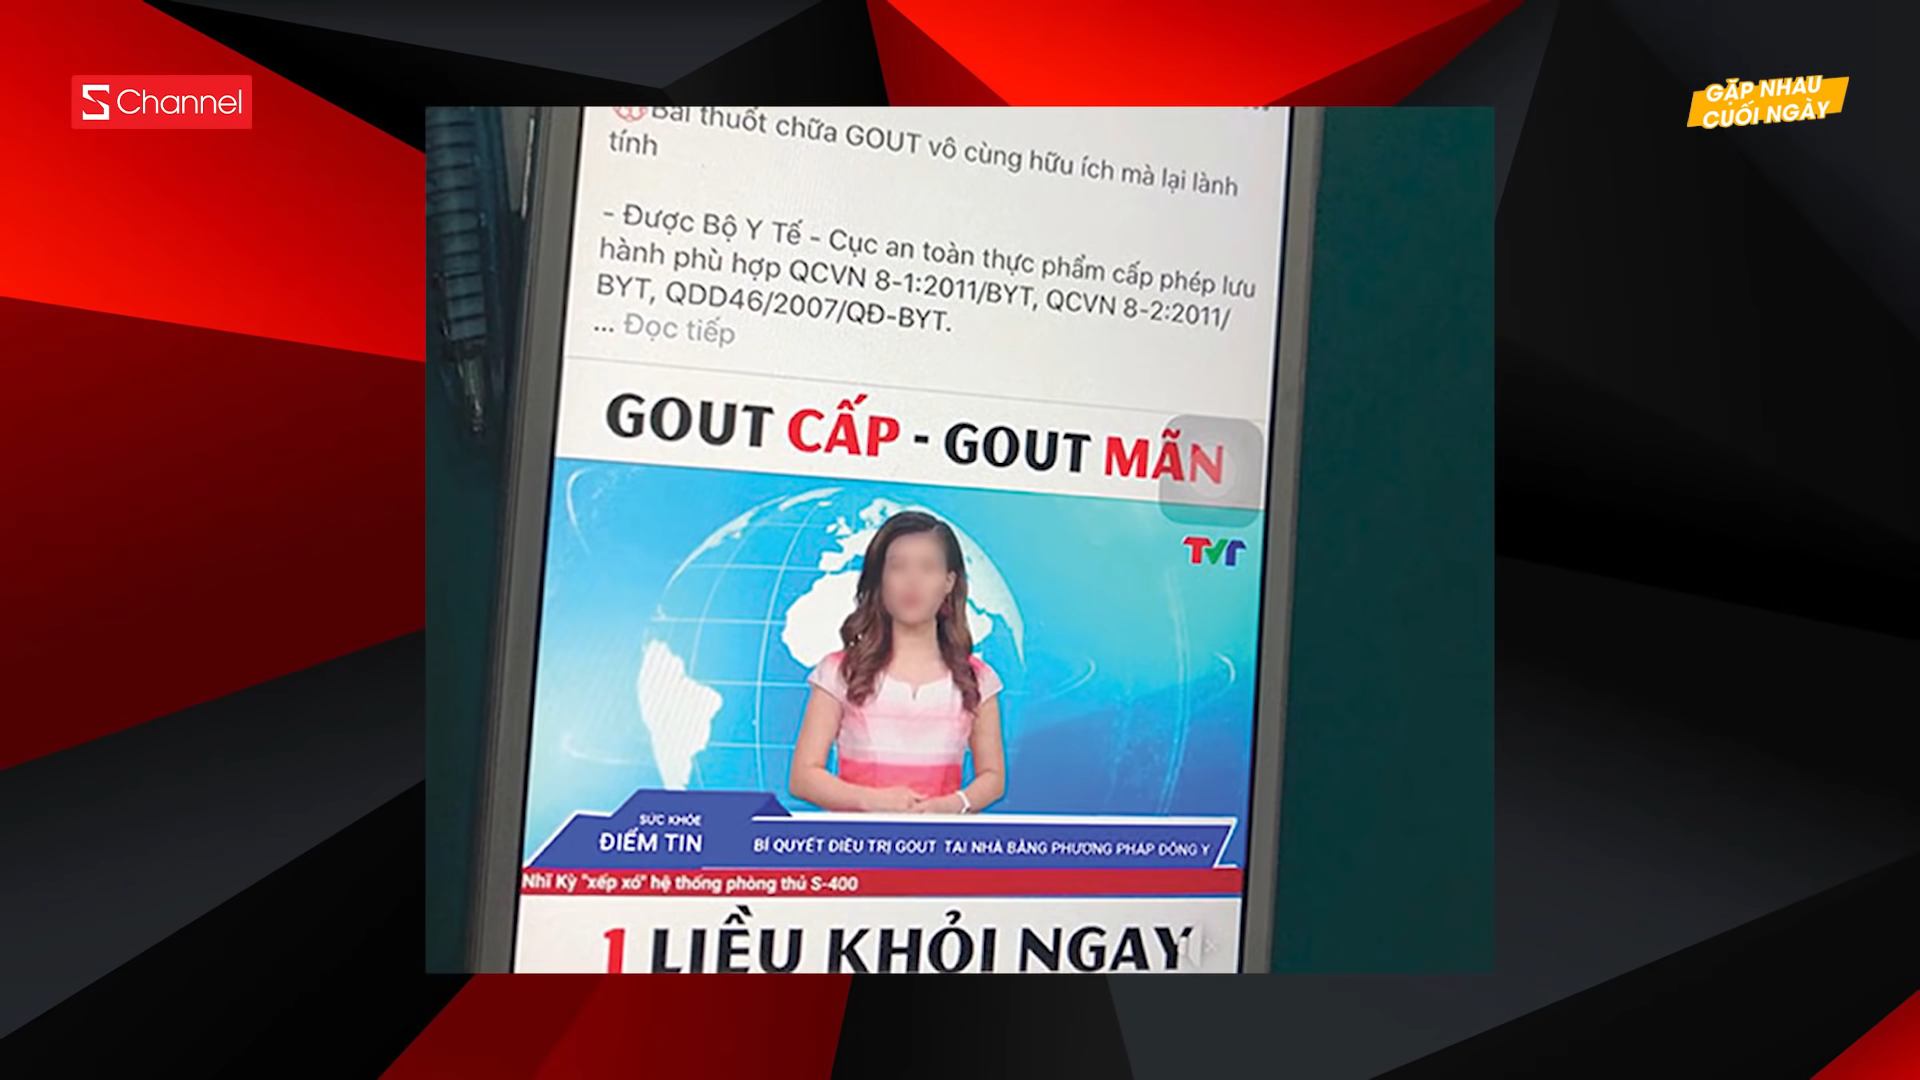 S Channel
GẶP NHAU
CUỐI NGÀY
Bài thuốt chữa GOUT vô cùng hữu ích mà lại lành
tính
- Được Bộ Y Tế - Cục an toàn thực phẩm cấp phép lưu
hành phù hợp QCVN 8-1:2011/BYT, QCVN 8-2:2011/
BYT, QDD46/2007/QĐ-BYT.
... Đọc tiếp
GOUT CẤP - GOUT MÃN
TVT
SỨC KHỎE
ĐIỂM TIN
BÍ QUYẾT ĐIỀU TRỊ GOUT TẠI NHÀ BẰNG PHƯƠNG PHÁP ĐÔNG Y
Nhĩ Kỳ "xếp xó" hệ thống phòng thủ S-400
1 LIỀU KHỎI NGAY